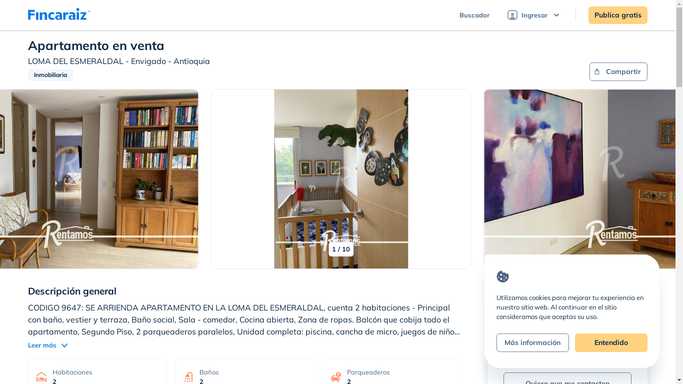 Fincaraiz
Buscador
Ingresar
Publica gratis
Apartamento en venta
LOMA DEL ESMERALDAL - Envigado - Antioquia
Inmobiliaria
Compartir
Rentamos
Rentamos
Rentamos
1 / 10
Descripción general
CODIGO 9647: SE ARRIENDA APARTAMENTO EN LA LOMA DEL ESMERALDAL, cuenta 2 habitaciones - Principal
con baño, vestier y terraza, Baño social, Sala - comedor, Cocina abierta, Zona de ropas. Balcón que cobija todo el
apartamento, Segundo Piso, 2 parqueaderos paralelos, Unidad completa: piscina, cancha de micro, juegos de niño...
Leer más
Habitaciones
2
Baños
2
Parqueaderos
2
Utilizamos cookies para mejorar tu experiencia en
nuestro sitio web. Al continuar en el sitio
consideramos que aceptas su uso.
Más información
Entendido
Quiero que me contacten